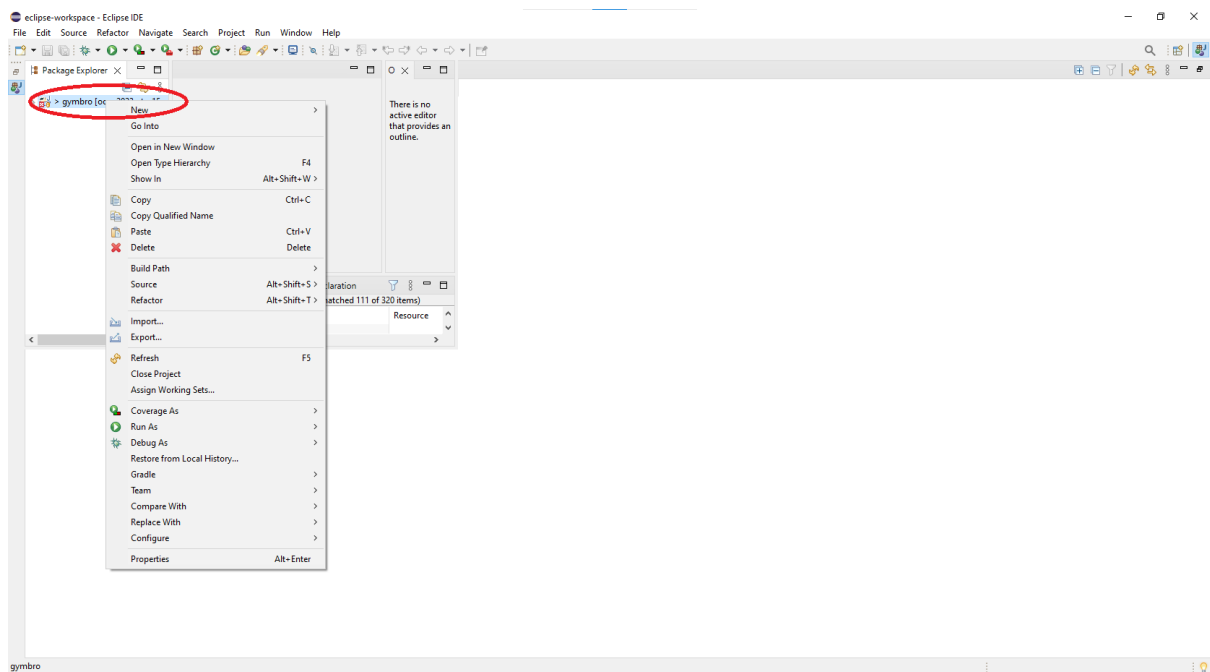 eclipse-workspace - Eclipse IDE
File Edit Source Refactor Navigate Search Project Run Window Help
Package Explorer
There is no
active editor
that provides an
outline.
> gymbro
New
Go Into
Open in New Window
Open Type Hierarchy F4
Show In Alt+Shift+W >
Copy Ctrl+C
Copy Qualified Name
Paste Ctrl+V
Delete Delete
Build Path
Source Alt+Shift+S >
Refactor Alt+Shift+T >
Import...
Export...
Refresh F5
Close Project
Assign Working Sets...
Coverage As
Run As
Debug As
Restore from Local History...
Gradle
Team
Compare With
Replace With
Configure
Properties Alt+Enter
laration
atched 111 of 320 items)
Resource
gymbro